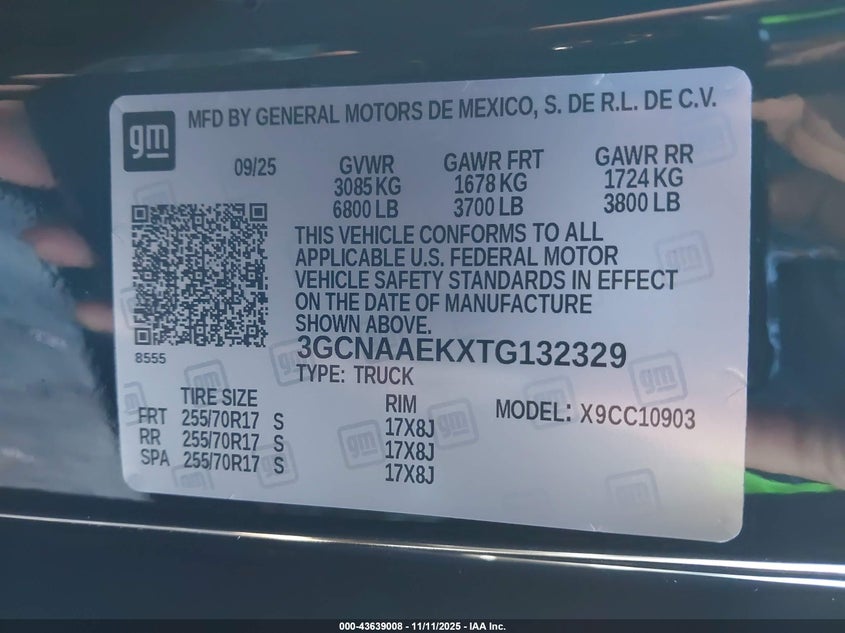 gm
MFD BY GENERAL MOTORS DE MEXICO, S. DE R.L. DE C.V.
09/25 GVWR GAWR FRT GAWR RR
3085 KG 1678 KG 1724 KG
6800 LB 3700 LB 3800 LB
THIS VEHICLE CONFORMS TO ALL
APPLICABLE U.S. FEDERAL MOTOR
VEHICLE SAFETY STANDARDS IN EFFECT
ON THE DATE OF MANUFACTURE
SHOWN ABOVE.
8555
3GCNAAEKXTG132329
TYPE: TRUCK
TIRE SIZE RIM MODEL: X9CC10903
FRT 255/70R17 S 17X8J
RR 255/70R17 S 17X8J
SPA 255/70R17 S 17X8J
000-43639008 - 11/11/2025 - IAA Inc.